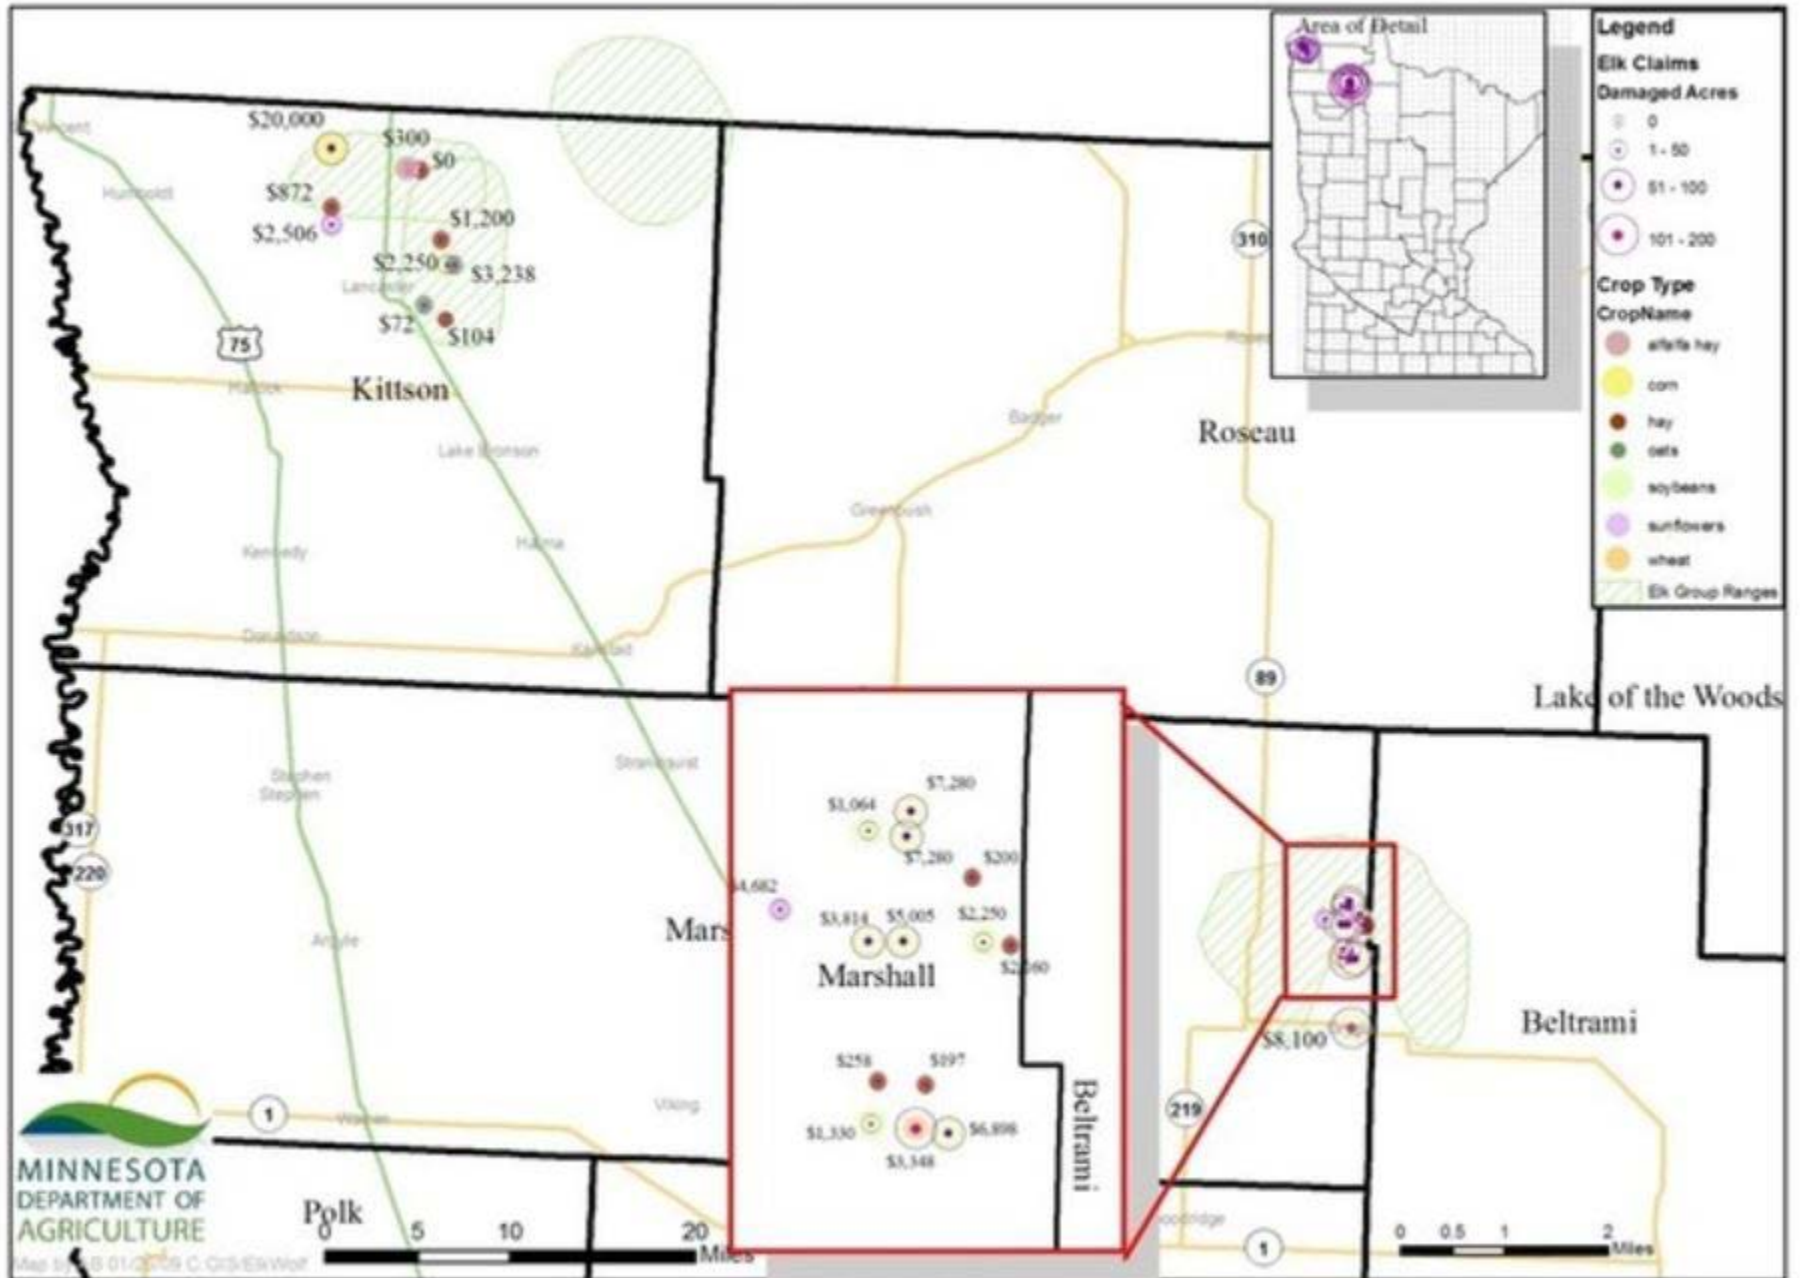 Area of Detail
Legend
Elk Claims
Damaged Acres
0
1 - 50
51 - 100
101 - 200
Crop Type
CropName
alfalfa hay
corn
hay
oats
soybeans
sunflowers
wheat
Elk Group Ranges
$20,000
$300
$0
Humboldt
$872
$1,200
$2,506
$2,250
$3,238
Lancaster
$72
$104
75
310
Hallock
Kittson
Badger
Roseau
Lake Bronson
Greenbush
Kennedy
Halma
Donaldson
Karlstad
89
Lake of the Woods
Strandquist
Stephen
Stephen
317
220
Argyle
Mars
$7,280
$1,064
$7,280
$200
4,682
$3,814
$5,005
$2,250
Marshall
$258
$197
$1,330
$6,898
$3,348
Beltrami
Beltrami
$8,100
219
1
Warren
Viking
MINNESOTA
DEPARTMENT OF
AGRICULTURE
Polk
0
5
10
20
Miles
oodridge
1
0
0.5
1
2
Miles